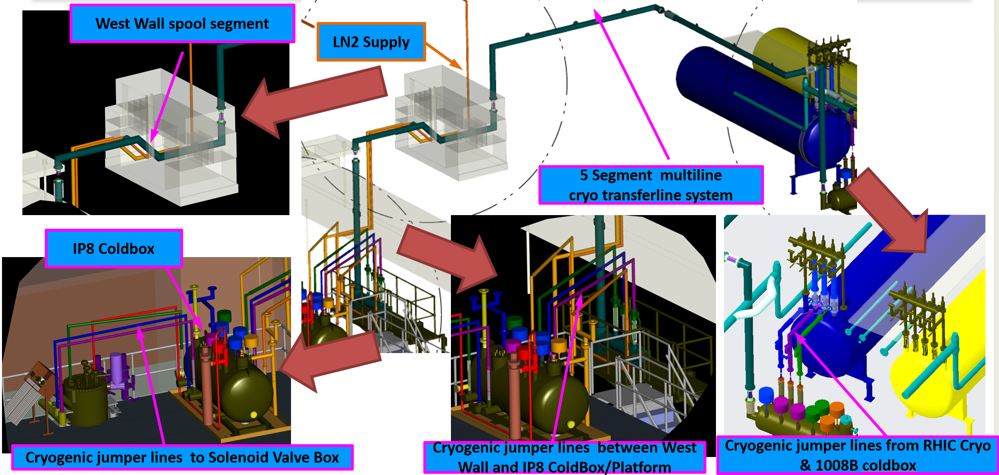 West Wall spool segment
LN2 Supply
5 Segment  multiline
cryo transferline system
IP8 Coldbox
Cryogenic jumper lines  to Solenoid Valve Box
Cryogenic jumper lines  between West
Wall and IP8 ColdBox/Platform
Cryogenic jumper lines from RHIC Cryo
& 1008B coldbox